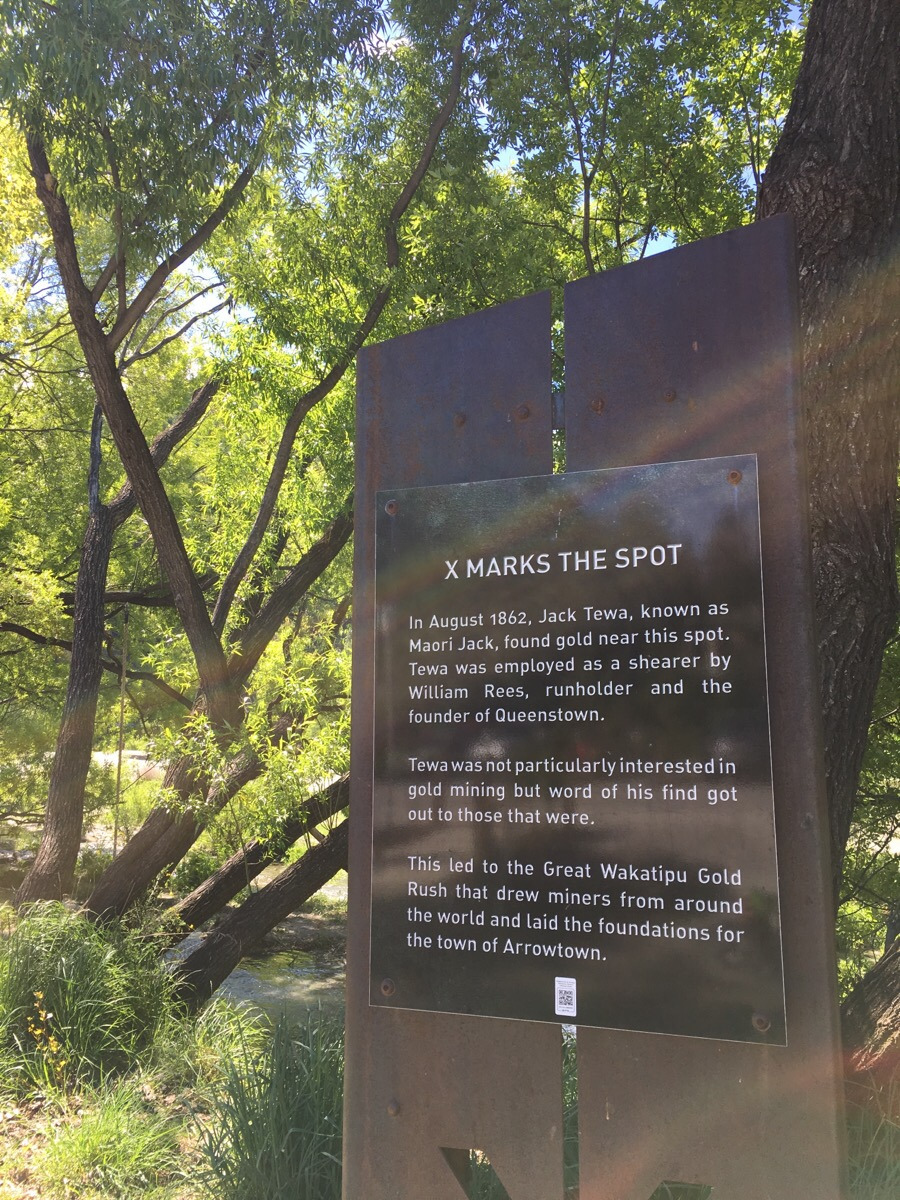 X MARKS THE SPOT
In August 1862, Jack Tewa, known as
Maori Jack, found gold near this spot.
Tewa was employed as a shearer by
William Rees, runholder and the
founder of Queenstown.
Tewa was not particularly interested in
gold mining but word of his find got
out to those that were.
This led to the Great Wakatipu Gold
Rush that drew miners from around
the world and laid the foundations for
the town of Arrowtown.